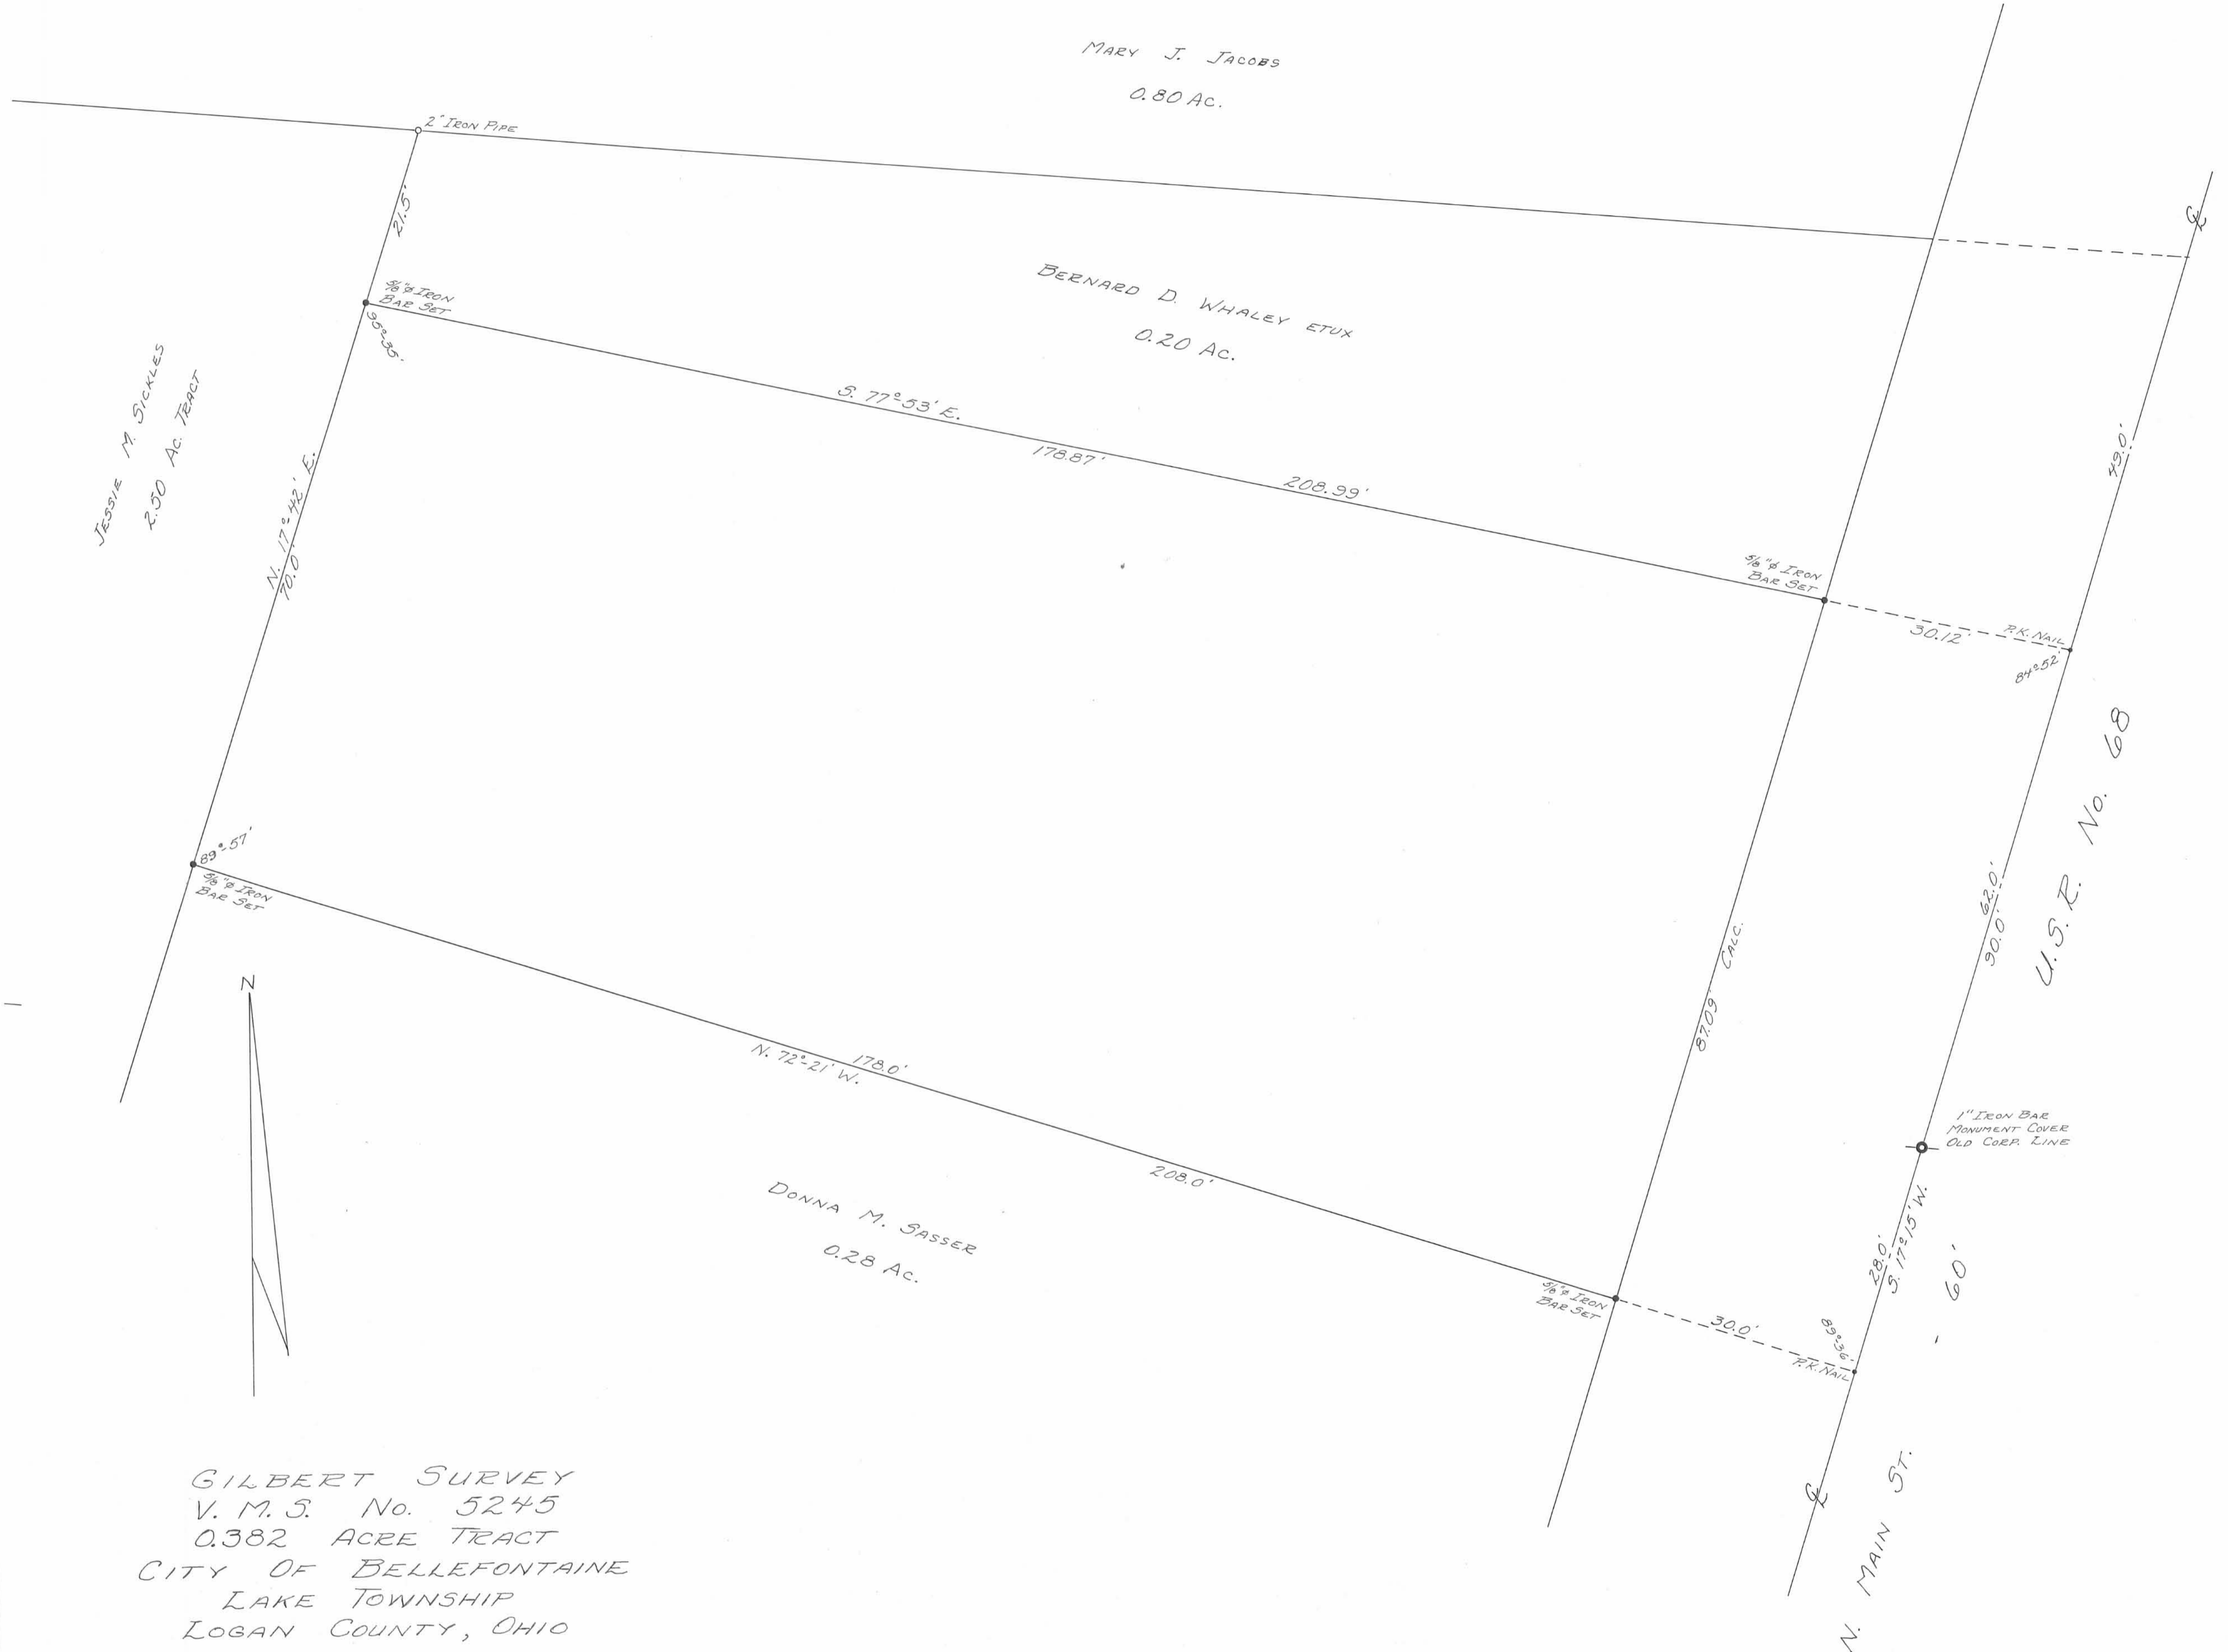 MARY J. JACOBS
0.80 AC.
2" IRON PIPE
21.5'
5/8"⌀ IRON
BAR SET
95°-35'
BERNARD D. WHALEY ETUX
0.20 AC.
S. 77°-53' E.
178.87'
208.99'
JESSIE M. SICKLES
2.50 AC. TRACT
N. 17°-42' E.
70.0'
5/8"⌀ IRON
BAR SET
30.12'
P.K. NAIL
84°52'
℄
49.0'
U.S.R. No. 68
62.0'
90.0'
89°-57'
5/8"⌀ IRON
BAR SET
N
N. 72°-21' W.
178.0'
208.0'
87.09' CALC.
1" IRON BAR
MONUMENT COVER
OLD CORP. LINE
28.0'
S. 17°-15' W.
DONNA M. SASSER
0.28 AC.
5/8"⌀ IRON
BAR SET
30.0'
89°-36'
P.K. NAIL
℄
N. MAIN ST. - 60'
GILBERT SURVEY
V. M. S. No. 5245
0.382 ACRE TRACT
CITY OF BELLEFONTAINE
LAKE TOWNSHIP
LOGAN COUNTY, OHIO